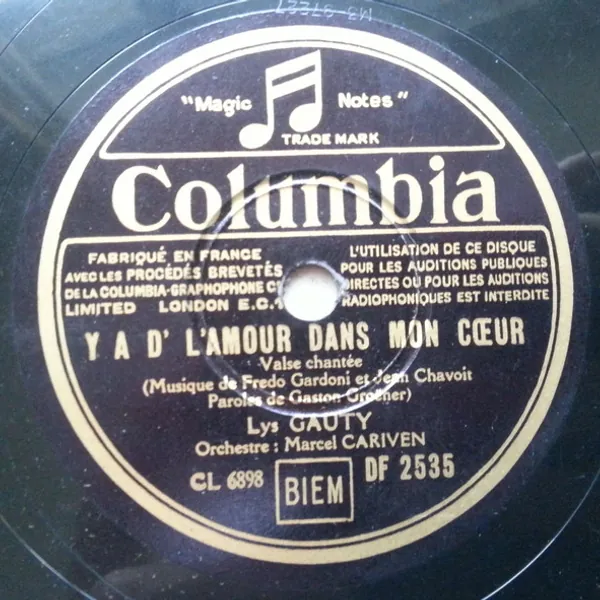 "Magic Notes"
TRADE MARK
Columbia
FABRIQUÉ EN FRANCE
AVEC LES PROCÉDÉS BREVETÉS
DE LA COLUMBIA-GRAPHOPHONE Cº
LIMITED LONDON E.C.1
L'UTILISATION DE CE DISQUE
POUR LES AUDITIONS PUBLIQUES
DIRECTES OU POUR LES AUDITIONS
RADIOPHONIQUES EST INTERDITE
Y A D' L'AMOUR DANS MON CŒUR
Valse chantée
(Musique de Fredo Gardoni et Jean Chavoit
Paroles de Gaston Groener)
Lys GAUTY
Orchestre : Marcel CARIVEN
CL 6898
BIEM
DF 2535